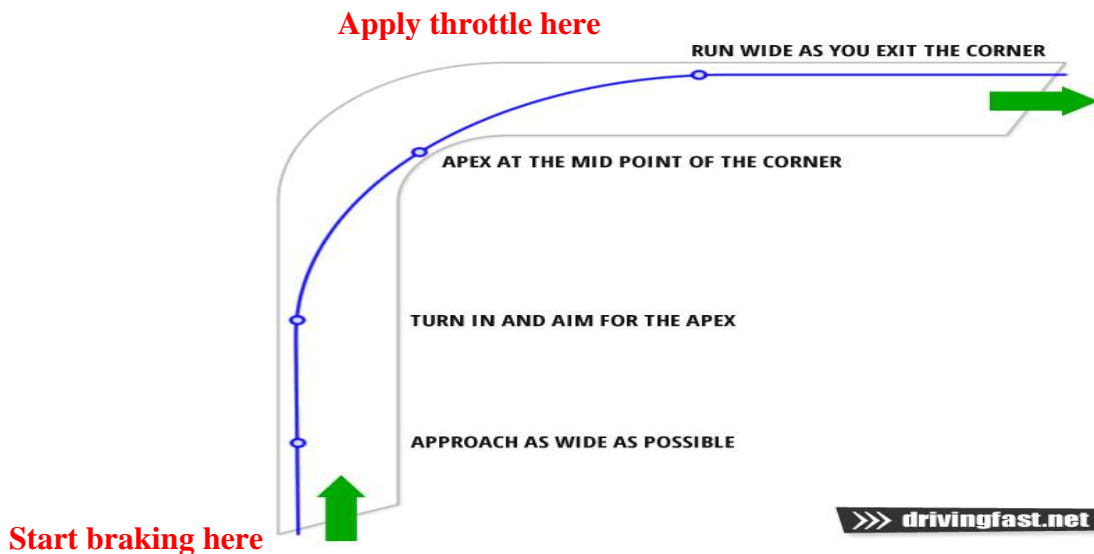 Apply throttle here
RUN WIDE AS YOU EXIT THE CORNER
APEX AT THE MID POINT OF THE CORNER
TURN IN AND AIM FOR THE APEX
APPROACH AS WIDE AS POSSIBLE
>>> drivingfast.net
Start braking here